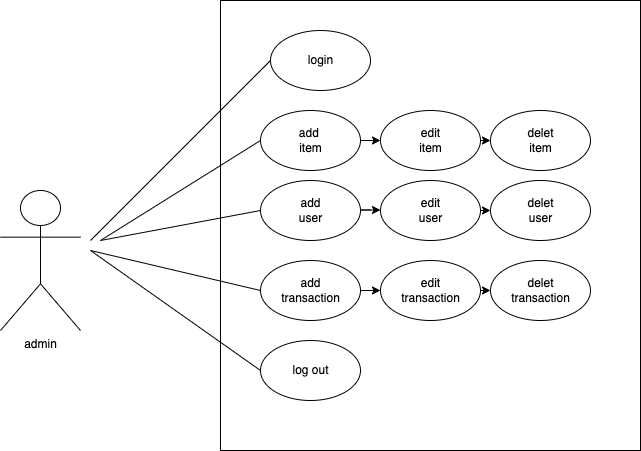 login
add
item
edit
item
delet
item
add
user
edit
user
delet
user
add
transaction
edit
transaction
delet
transaction
admin
log out